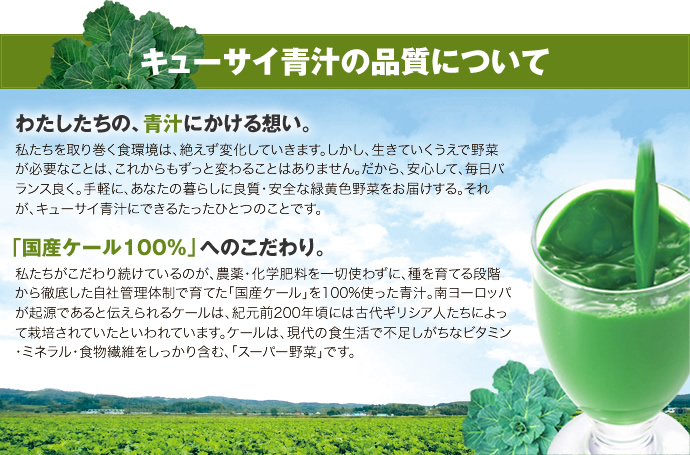 キューサイ青汁の品質について
わたしたちの、青汁にかける想い。
私たちを取り巻く食環境は、絶えず変化していきます。しかし、生きていくうえで野菜
が必要なことは、これからもずっと変わることはありません。だから、安心して、毎日バ
ランス良く。手軽に、あなたの暮らしに良質・安全な緑黄色野菜をお届けする。それ
が、キューサイ青汁にできるたったひとつのことです。
「国産ケール100%」へのこだわり。
私たちがこだわり続けているのが、農薬・化学肥料を一切使わずに、種を育てる段階
から徹底した自社管理体制で育てた「国産ケール」を100%使った青汁。南ヨーロッパ
が起源であると伝えられるケールは、紀元前200年頃には古代ギリシア人たちによっ
て栽培されていたといわれています。ケールは、現代の食生活で不足しがちなビタミン
・ミネラル・食物繊維をしっかり含む、「スーパー野菜」です。